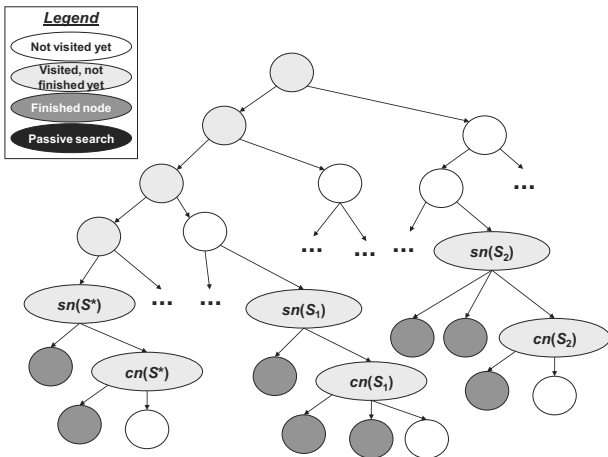 Legend
Not visited yet
Visited, not
finished yet
Finished node
Passive search
...
... ... ...
sn(S2)
sn(S*)
... ...
sn(S1)
cn(S2)
cn(S*)
cn(S1)